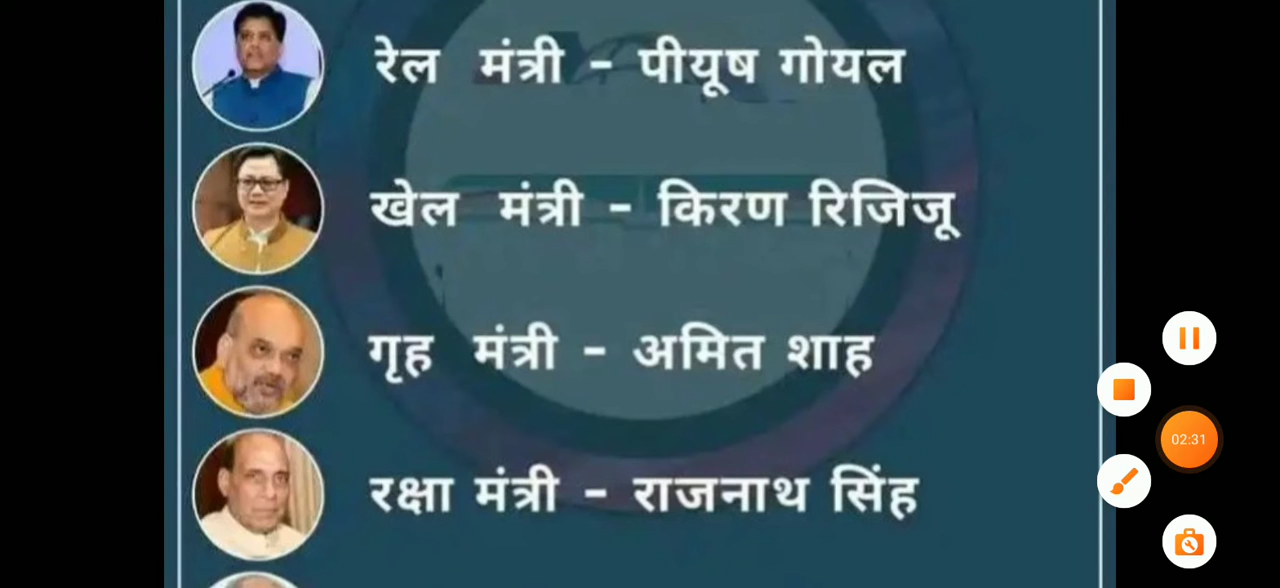 रेल मंत्री - पीयूष गोयल
खेल मंत्री - किरण रिजिजू
गृह मंत्री - अमित शाह
रक्षा मंत्री - राजनाथ सिंह
02:31